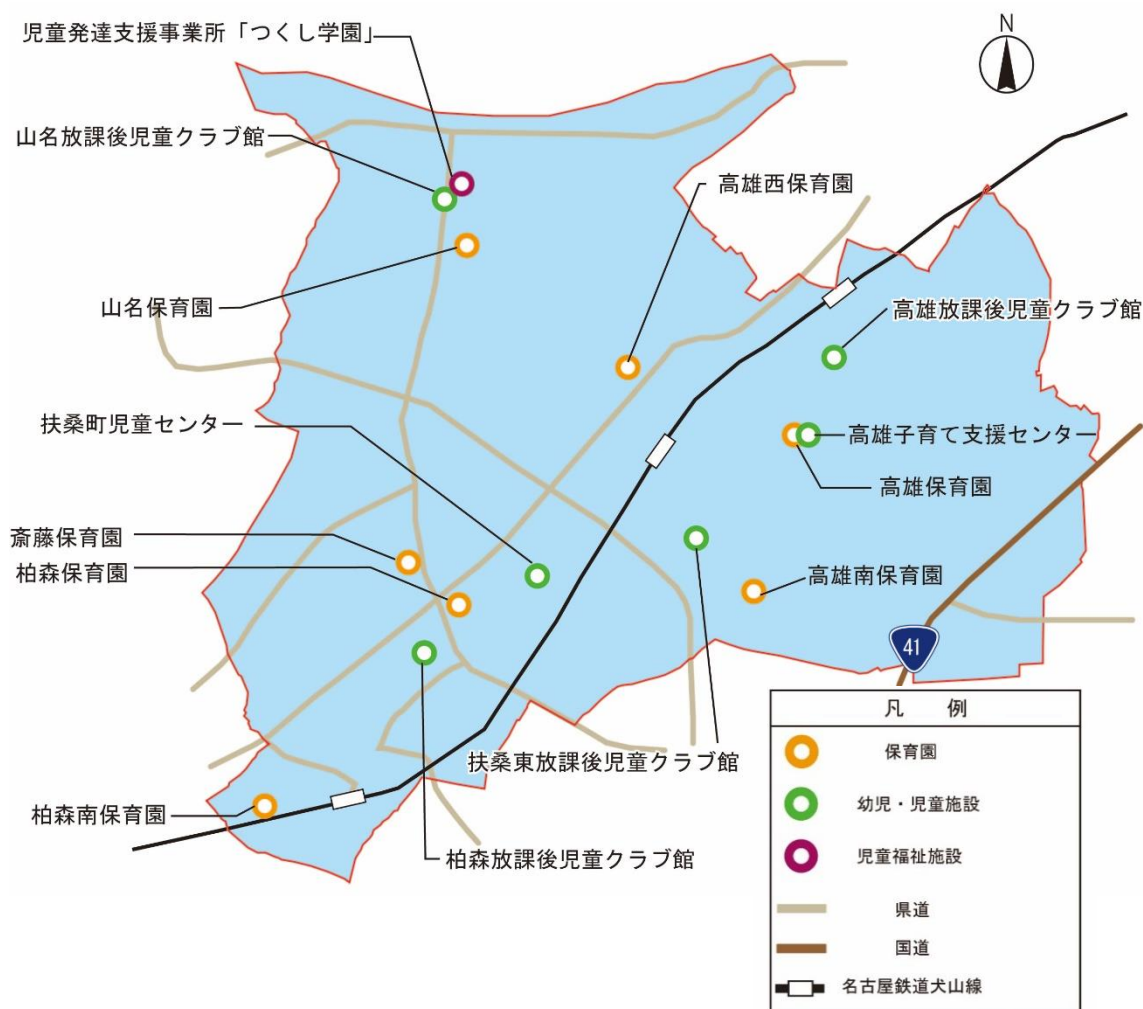 児童発達支援事業所「つくし学園」
N
山名放課後児童クラブ館
高雄西保育園
山名保育園
高雄放課後児童クラブ館
扶桑町児童センター
高雄子育て支援センター
高雄保育園
斎藤保育園
柏森保育園
高雄南保育園
41
扶桑東放課後児童クラブ館
柏森南保育園
柏森放課後児童クラブ館
凡 例
保育園
幼児・児童施設
児童福祉施設
県道
国道
名古屋鉄道犬山線